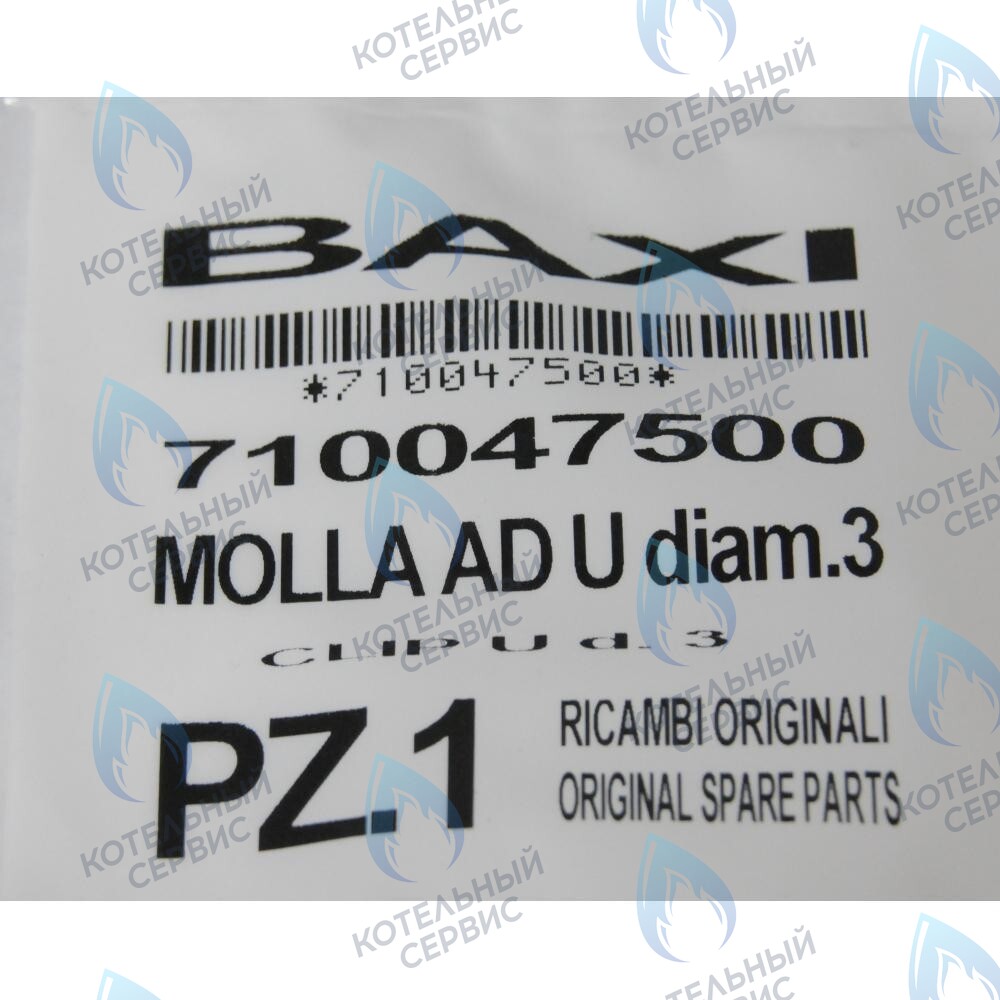 BAXI
*710047500*
710047500
MOLLA AD U diam.3
CLIP U d. 3
PZ.1
RICAMBI ORIGINALI
ORIGINAL SPARE PARTS
КОТЕЛЬНЫЙ
СЕРВИС